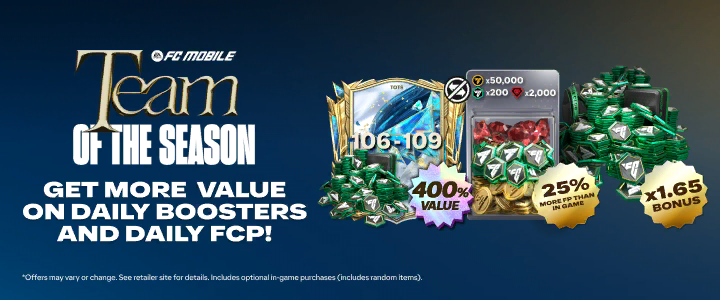 EA FC MOBILE
Team
OF THE SEASON
GET MORE VALUE
ON DAILY BOOSTERS
AND DAILY FCP!
TOTS
106-109
400%
VALUE
x50,000
x200 x2,000
25%
MORE FP THAN
IN GAME
x1.65
BONUS
*Offers may vary or change. See retailer site for details. Includes optional in-game purchases (includes random items).